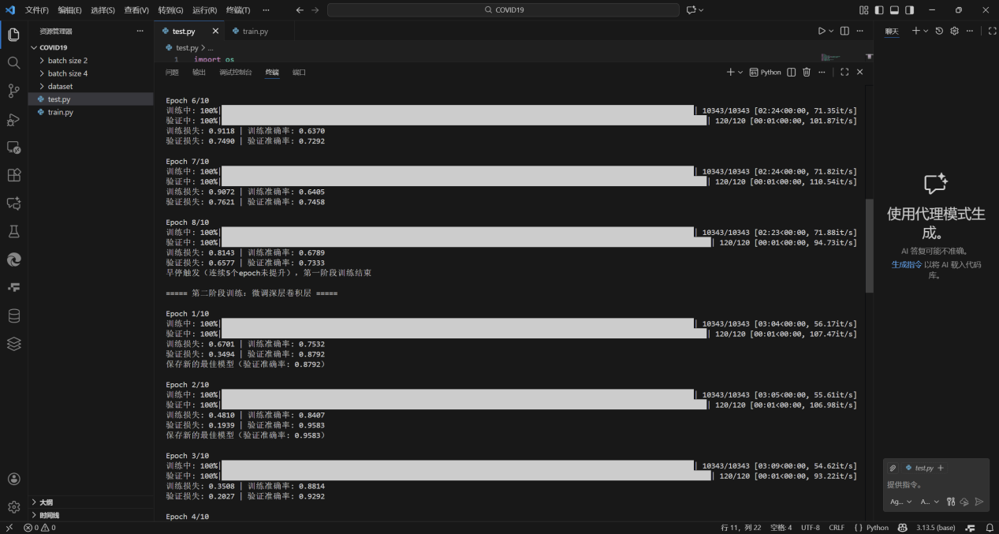 文件(F) 编辑(E) 选择(S) 查看(V) 转到(G) 运行(R) 终端(T) ··· COVID19
资源管理器 ···
COVID19
batch size 2
batch size 4
dataset
test.py
train.py
大纲
时间线
test.py train.py
test.py > ...
1 import os
问题 输出 调试控制台 终端 端口 Python
Epoch 6/10
训练中: 100%| | 10343/10343 [02:24<00:00, 71.35it/s]
验证中: 100%| | 120/120 [00:01<00:00, 101.87it/s]
训练损失: 0.9118 | 训练准确率: 0.6370
验证损失: 0.7490 | 验证准确率: 0.7292
Epoch 7/10
训练中: 100%| | 10343/10343 [02:24<00:00, 71.82it/s]
验证中: 100%| | 120/120 [00:01<00:00, 110.54it/s]
训练损失: 0.9072 | 训练准确率: 0.6405
验证损失: 0.7621 | 验证准确率: 0.7458
Epoch 8/10
训练中: 100%| | 10343/10343 [02:23<00:00, 71.88it/s]
验证中: 100%| | 120/120 [00:01<00:00, 94.73it/s]
训练损失: 0.8143 | 训练准确率: 0.6789
验证损失: 0.6577 | 验证准确率: 0.7333
早停触发（连续5个epoch未提升），第一阶段训练结束
===== 第二阶段训练: 微调深层卷积层 =====
Epoch 1/10
训练中: 100%| | 10343/10343 [03:04<00:00, 56.17it/s]
验证中: 100%| | 120/120 [00:01<00:00, 107.47it/s]
训练损失: 0.6701 | 训练准确率: 0.7532
验证损失: 0.3494 | 验证准确率: 0.8792
保存新的最佳模型（验证准确率: 0.8792）
Epoch 2/10
训练中: 100%| | 10343/10343 [03:05<00:00, 55.61it/s]
验证中: 100%| | 120/120 [00:01<00:00, 106.98it/s]
训练损失: 0.4810 | 训练准确率: 0.8407
验证损失: 0.1939 | 验证准确率: 0.9583
保存新的最佳模型（验证准确率: 0.9583）
Epoch 3/10
训练中: 100%| | 10343/10343 [03:09<00:00, 54.62it/s]
验证中: 100%| | 120/120 [00:01<00:00, 93.22it/s]
训练损失: 0.3508 | 训练准确率: 0.8814
验证损失: 0.2027 | 验证准确率: 0.9292
Epoch 4/10
聊天
使用代理模式生
成。
AI 答复可能不准确。
生成指令 以将 AI 载入代码
库。
test.py
提供指令。
Ag... A...
0 0 行 11，列 22 空格: 4 UTF-8 CRLF {} Python 3.13.5 (base)